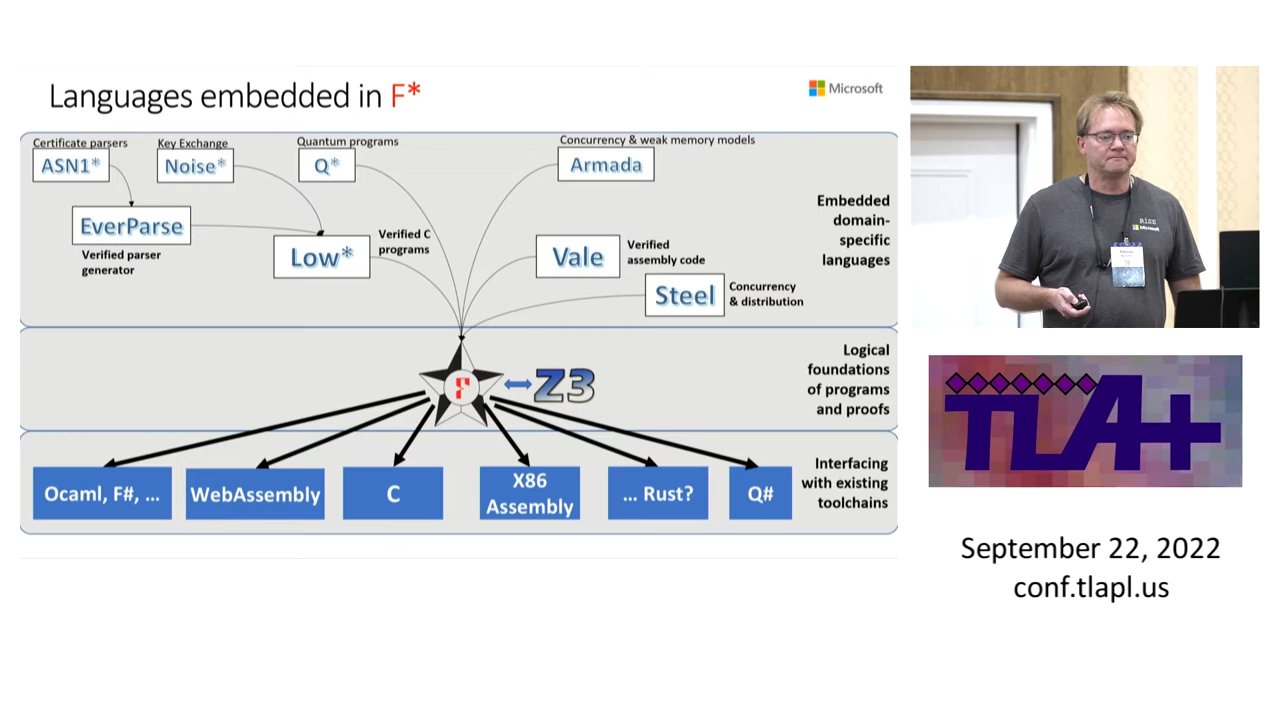 Languages embedded in F*
Microsoft
Certificate parsers
ASN1*
Key Exchange
Noise*
Quantum programs
Q*
Concurrency & weak memory models
Armada
EverParse
Verified parser
generator
Low*
Verified C
programs
Vale
Verified
assembly code
Steel
Concurrency
& distribution
Embedded
domain-
specific
languages
F
Z3
Logical
foundations
of programs
and proofs
Ocaml, F#, ...
WebAssembly
C
X86
Assembly
... Rust?
Q#
Interfacing
with existing
toolchains
RiSE
Microsoft
TLA+
September 22, 2022
conf.tlapl.us